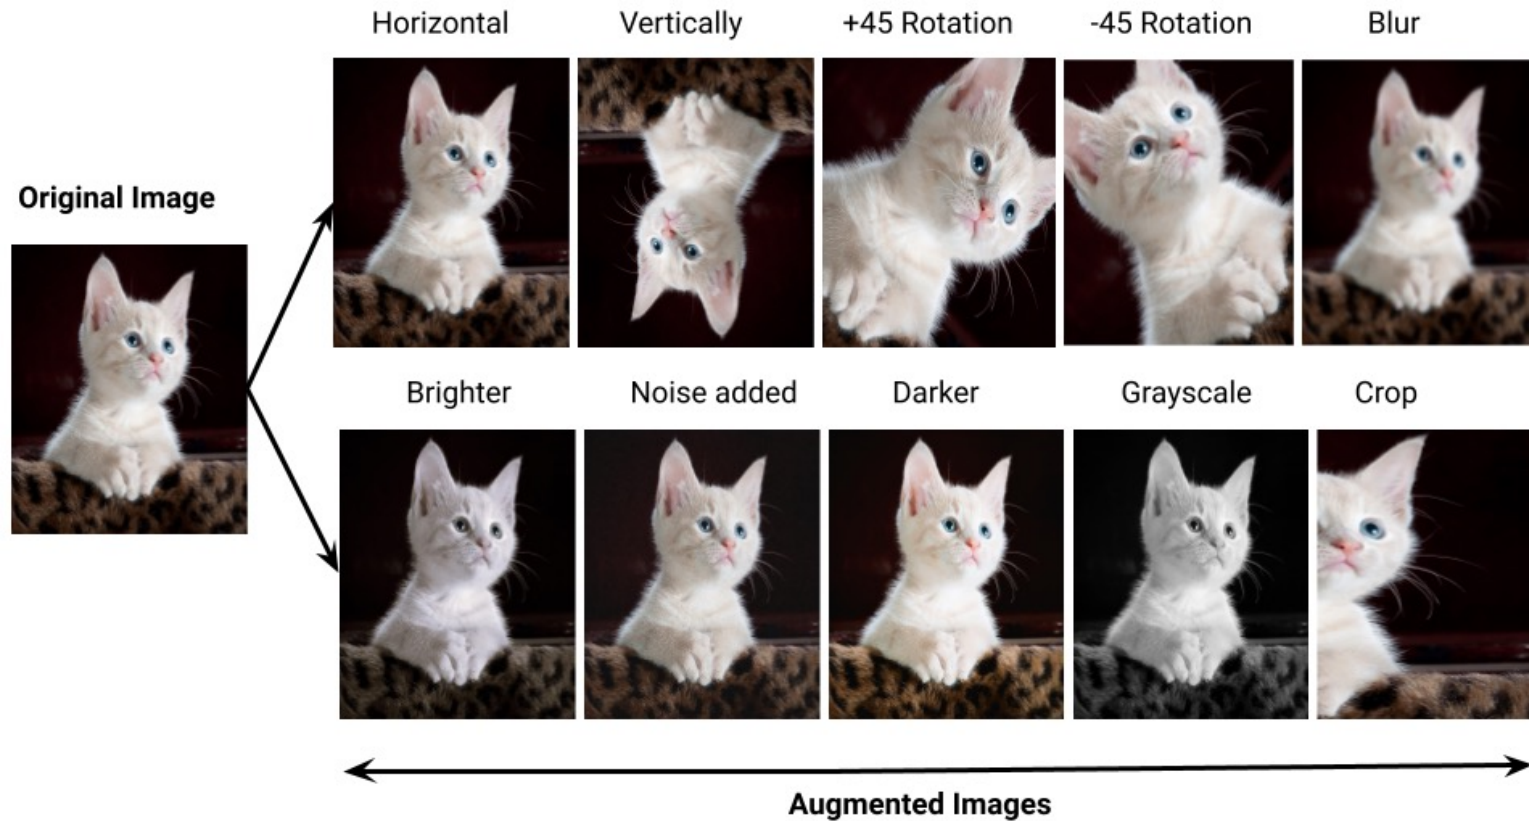 Horizontal
Vertically
+45 Rotation
-45 Rotation
Blur
Original Image
Brighter
Noise added
Darker
Grayscale
Crop
Augmented Images